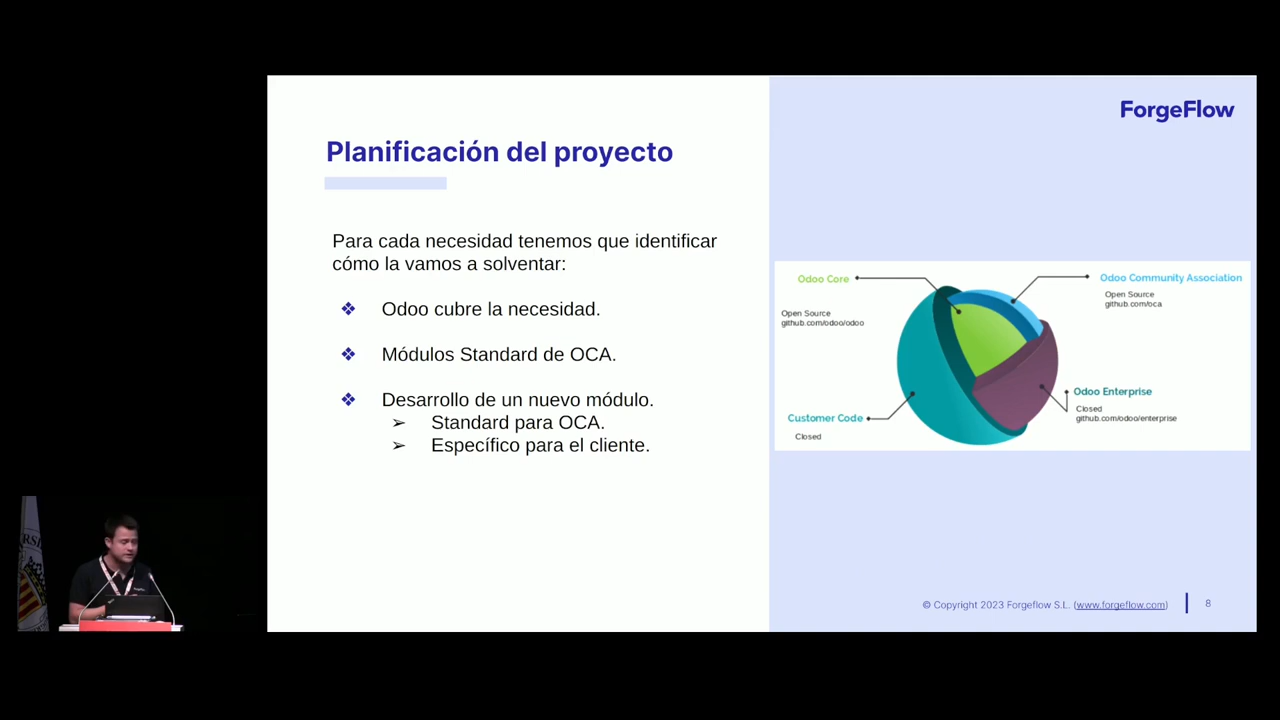 ForgeFlow
Planificación del proyecto
Para cada necesidad tenemos que identificar
cómo la vamos a solventar:
❖ Odoo cubre la necesidad.
❖ Módulos Standard de OCA.
❖ Desarrollo de un nuevo módulo.
➢ Standard para OCA.
➢ Específico para el cliente.
Odoo Core
Open Source
github.com/odoo/odoo
Odoo Community Association
Open Source
github.com/oca
Odoo Enterprise
Closed
github.com/odoo/enterprise
Customer Code
Closed
© Copyright 2023 Forgeflow S.L. (www.forgeflow.com)
8